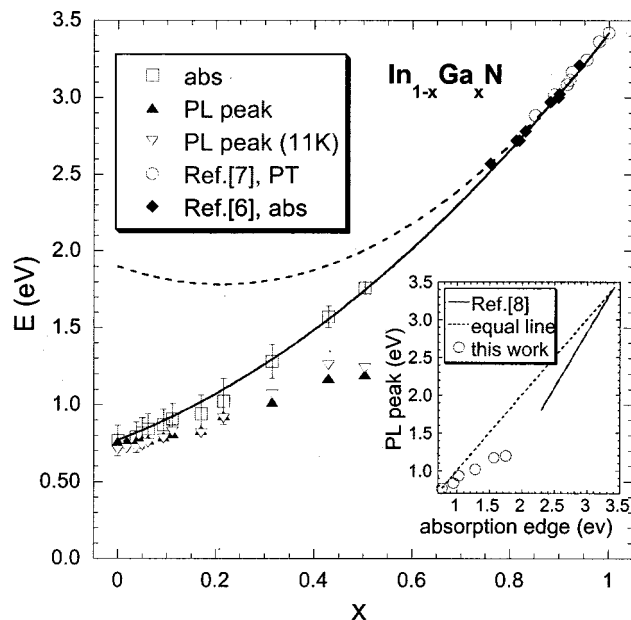 4.0
3.5
3.0
2.5
2.0
1.5
1.0
0.50
0.0
E (eV)
abs
PL peak
PL peak (11K)
Ref.[7], PT
Ref.[6], abs
In1-xGaxN
0
0.2
0.4
0.6
0.8
1
x
3.5
3.0
2.5
2.0
1.5
1.0
PL peak (eV)
Ref.[8]
equal line
this work
1
1.5
2
2.5
3
3.5
absorption edge (ev)